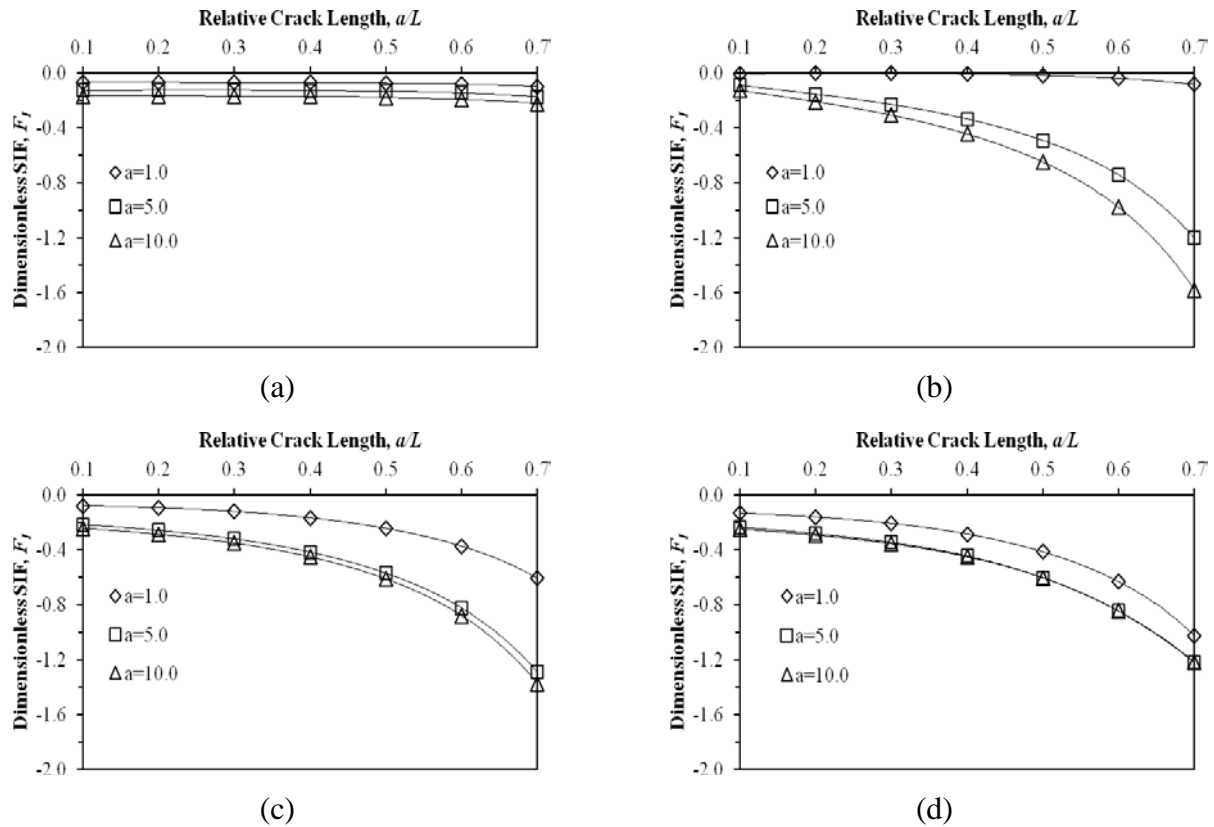 Relative Crack Length, a/L
0.1 0.2 0.3 0.4 0.5 0.6 0.7
0.0
-0.4
-0.8
-1.2
-1.6
-2.0
Dimensionless SIF, FI
a=1.0
a=5.0
a=10.0
(a)
Relative Crack Length, a/L
0.1 0.2 0.3 0.4 0.5 0.6 0.7
0.0
-0.4
-0.8
-1.2
-1.6
-2.0
Dimensionless SIF, FI
a=1.0
a=5.0
a=10.0
(b)
Relative Crack Length, a/L
0.1 0.2 0.3 0.4 0.5 0.6 0.7
0.0
-0.4
-0.8
-1.2
-1.6
-2.0
Dimensionless SIF, FI
a=1.0
a=5.0
a=10.0
(c)
Relative Crack Length, a/L
0.1 0.2 0.3 0.4 0.5 0.6 0.7
0.0
-0.4
-0.8
-1.2
-1.6
-2.0
Dimensionless SIF, FI
a=1.0
a=5.0
a=10.0
(d)